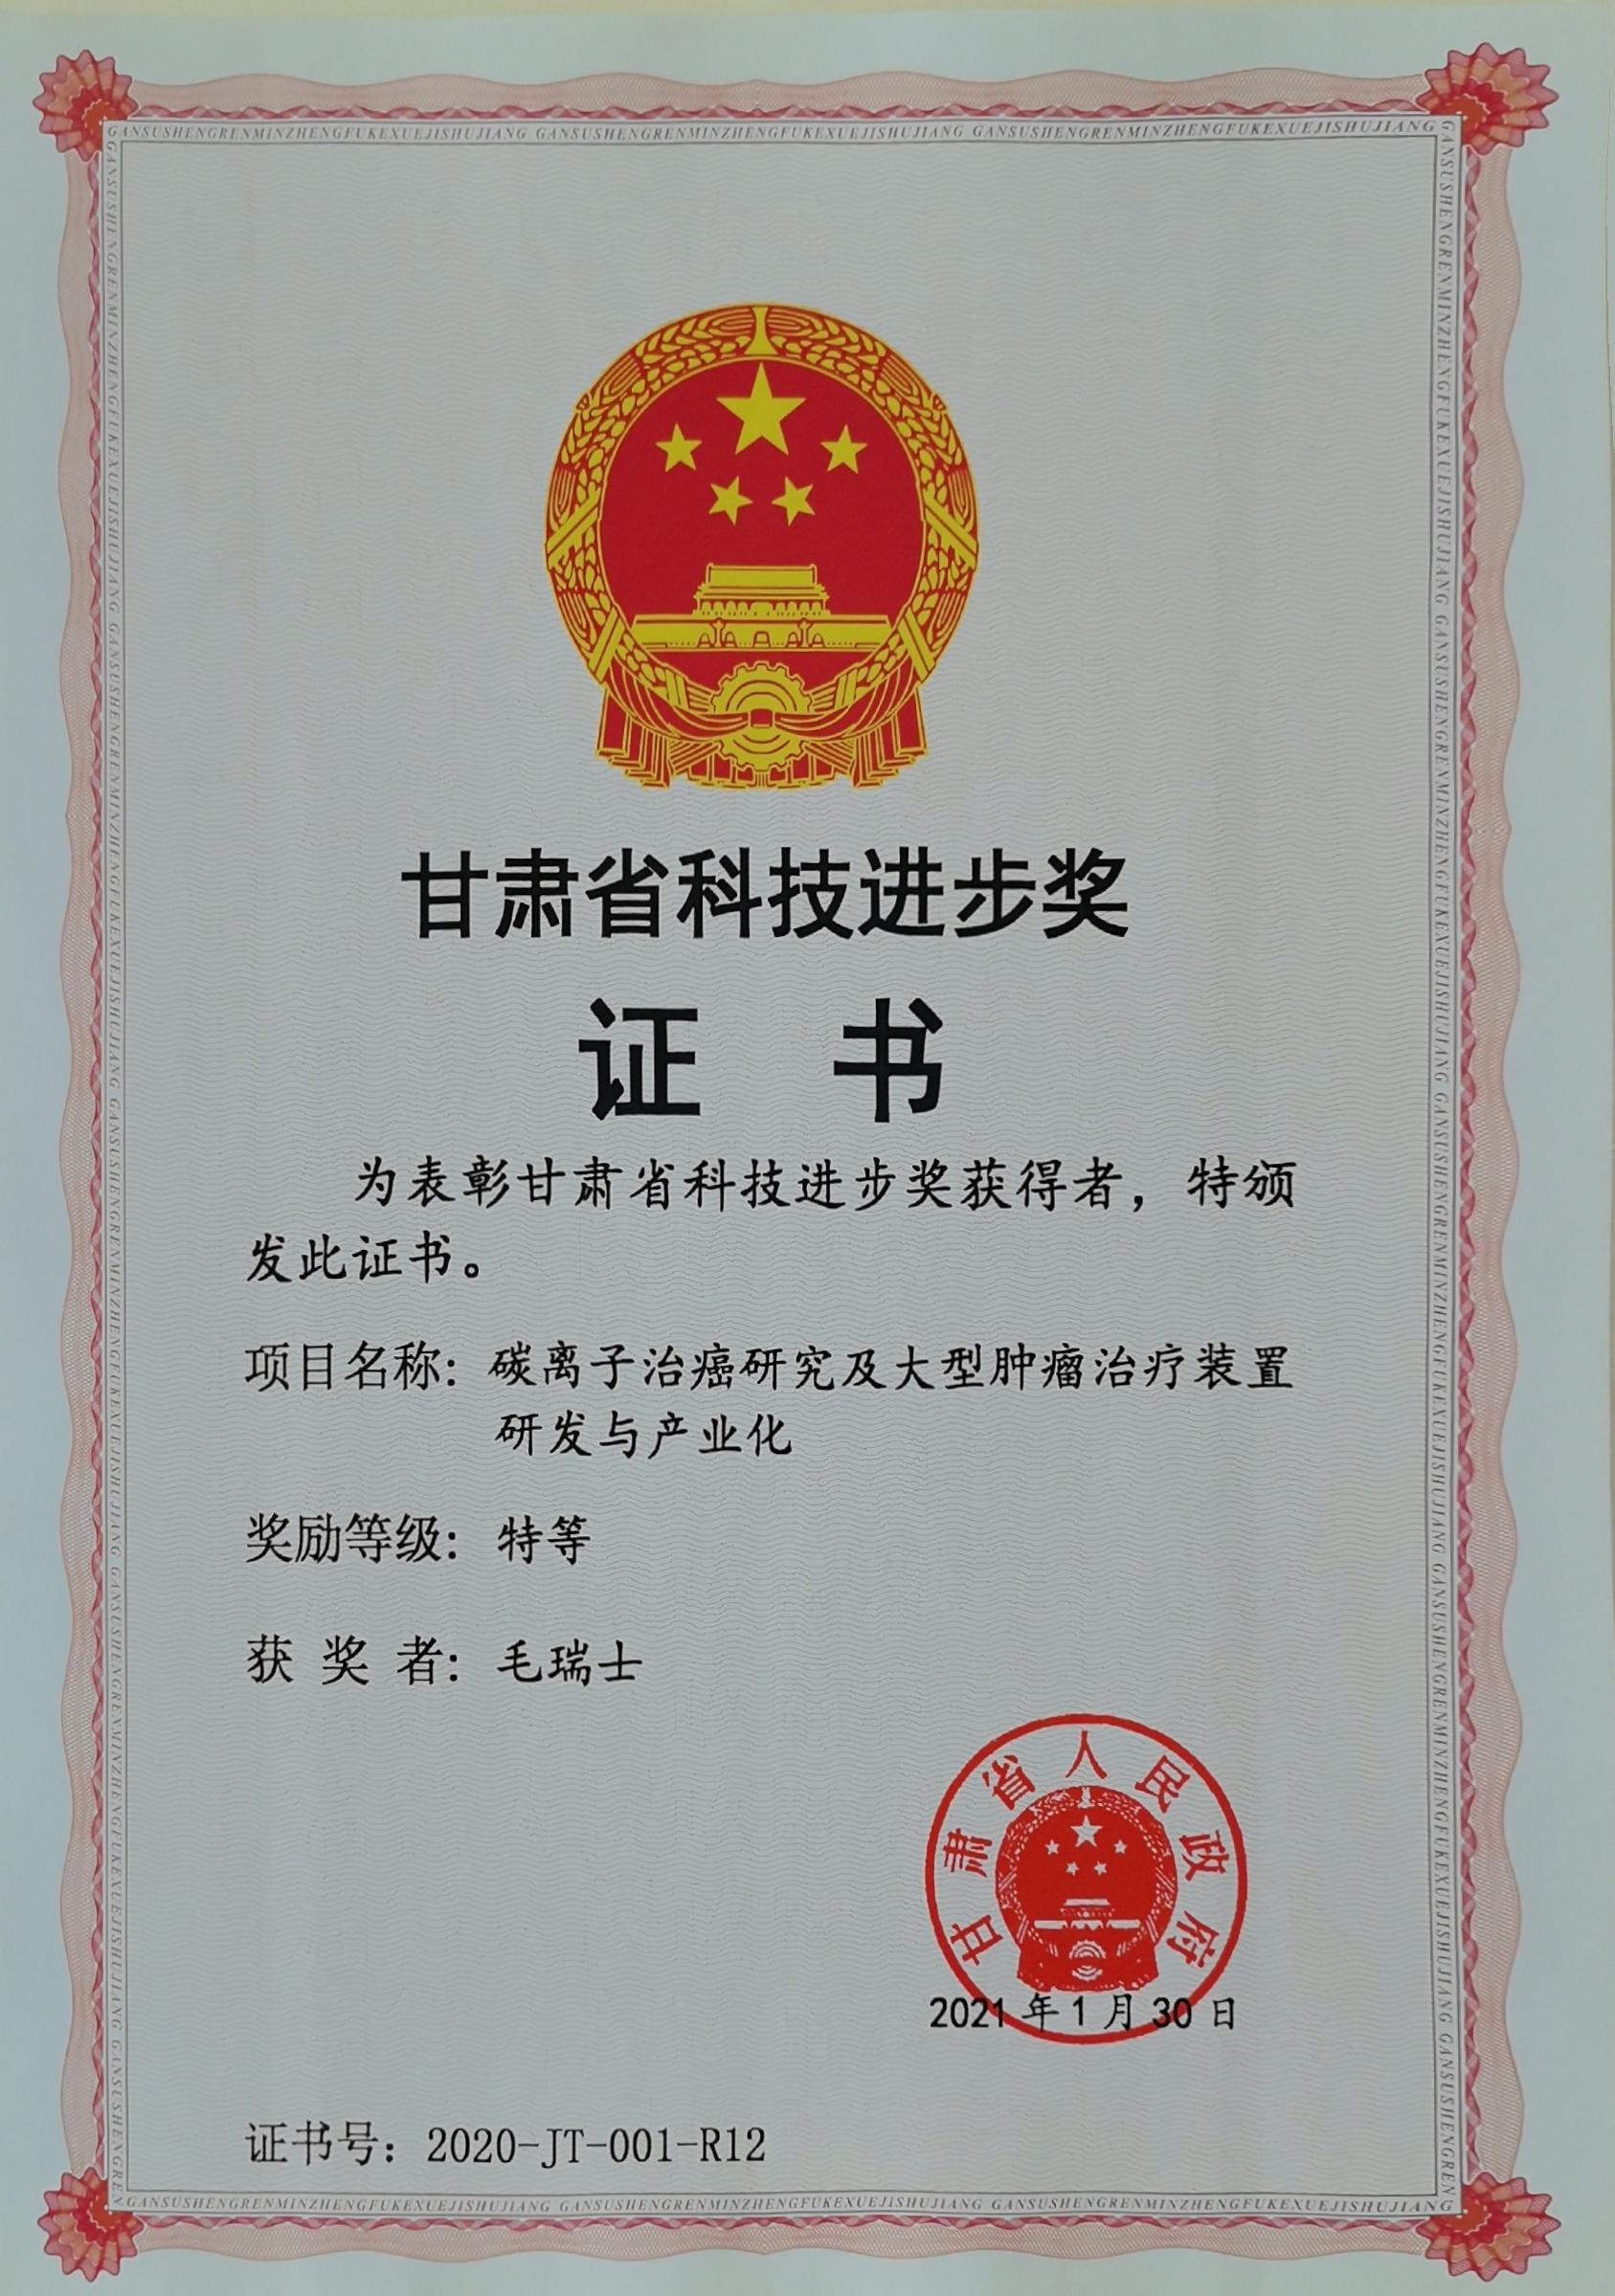 GANSUSHENGRENMINZHENGFUKEXUEJISHUJIANG GANSUSHENGRENMINZHENGFUKEXUEJISHUJIANG GANSUSHENGRENMINZHENGFUKEXUEJISHUJIANG
甘肃省科技进步奖
证 书
为表彰甘肃省科技进步奖获得者，特颁
发此证书。
项目名称：碳离子治癌研究及大型肿瘤治疗装置
研发与产业化
奖励等级：特等
获 奖 者：毛瑞士
甘肃省人民政府
2021年1月30日
证书号：2020-JT-001-R12
GANSUSHENGRENMINZHENGFUKEXUEJISHUJIANG GANSUSHENGRENMINZHENGFUKEXUEJISHUJIANG GANSUSHENGRENMINZHENGFUKEXUEJISHUJIANG